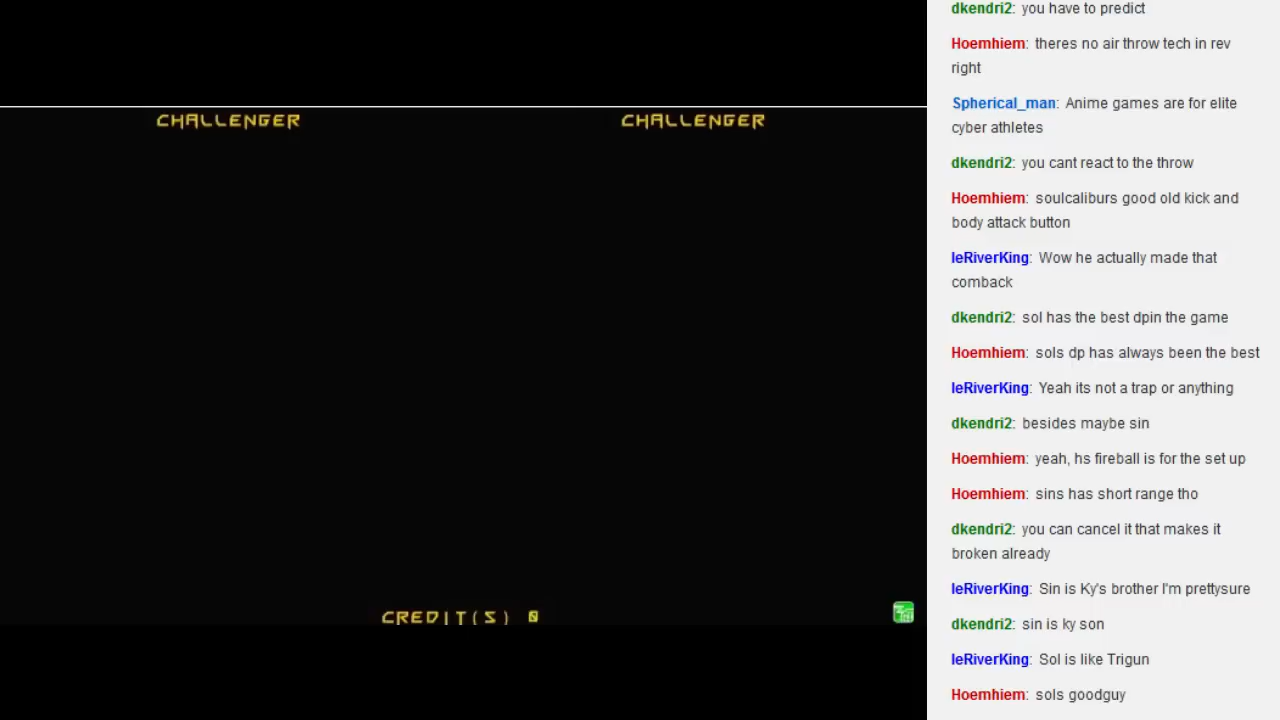 CHALLENGER
CHALLENGER
CREDIT(S) 0
dkendri2: you have to predict
Hoemhiem: theres no air throw tech in rev
right
Spherical_man: Anime games are for elite
cyber athletes
dkendri2: you cant react to the throw
Hoemhiem: soulcaliburs good old kick and
body attack button
leRiverKing: Wow he actually made that
comback
dkendri2: sol has the best dpin the game
Hoemhiem: sols dp has always been the best
leRiverKing: Yeah its not a trap or anything
dkendri2: besides maybe sin
Hoemhiem: yeah, hs fireball is for the set up
Hoemhiem: sins has short range tho
dkendri2: you can cancel it that makes it
broken already
leRiverKing: Sin is Ky's brother I'm prettysure
dkendri2: sin is ky son
leRiverKing: Sol is like Trigun
Hoemhiem: sols goodguy